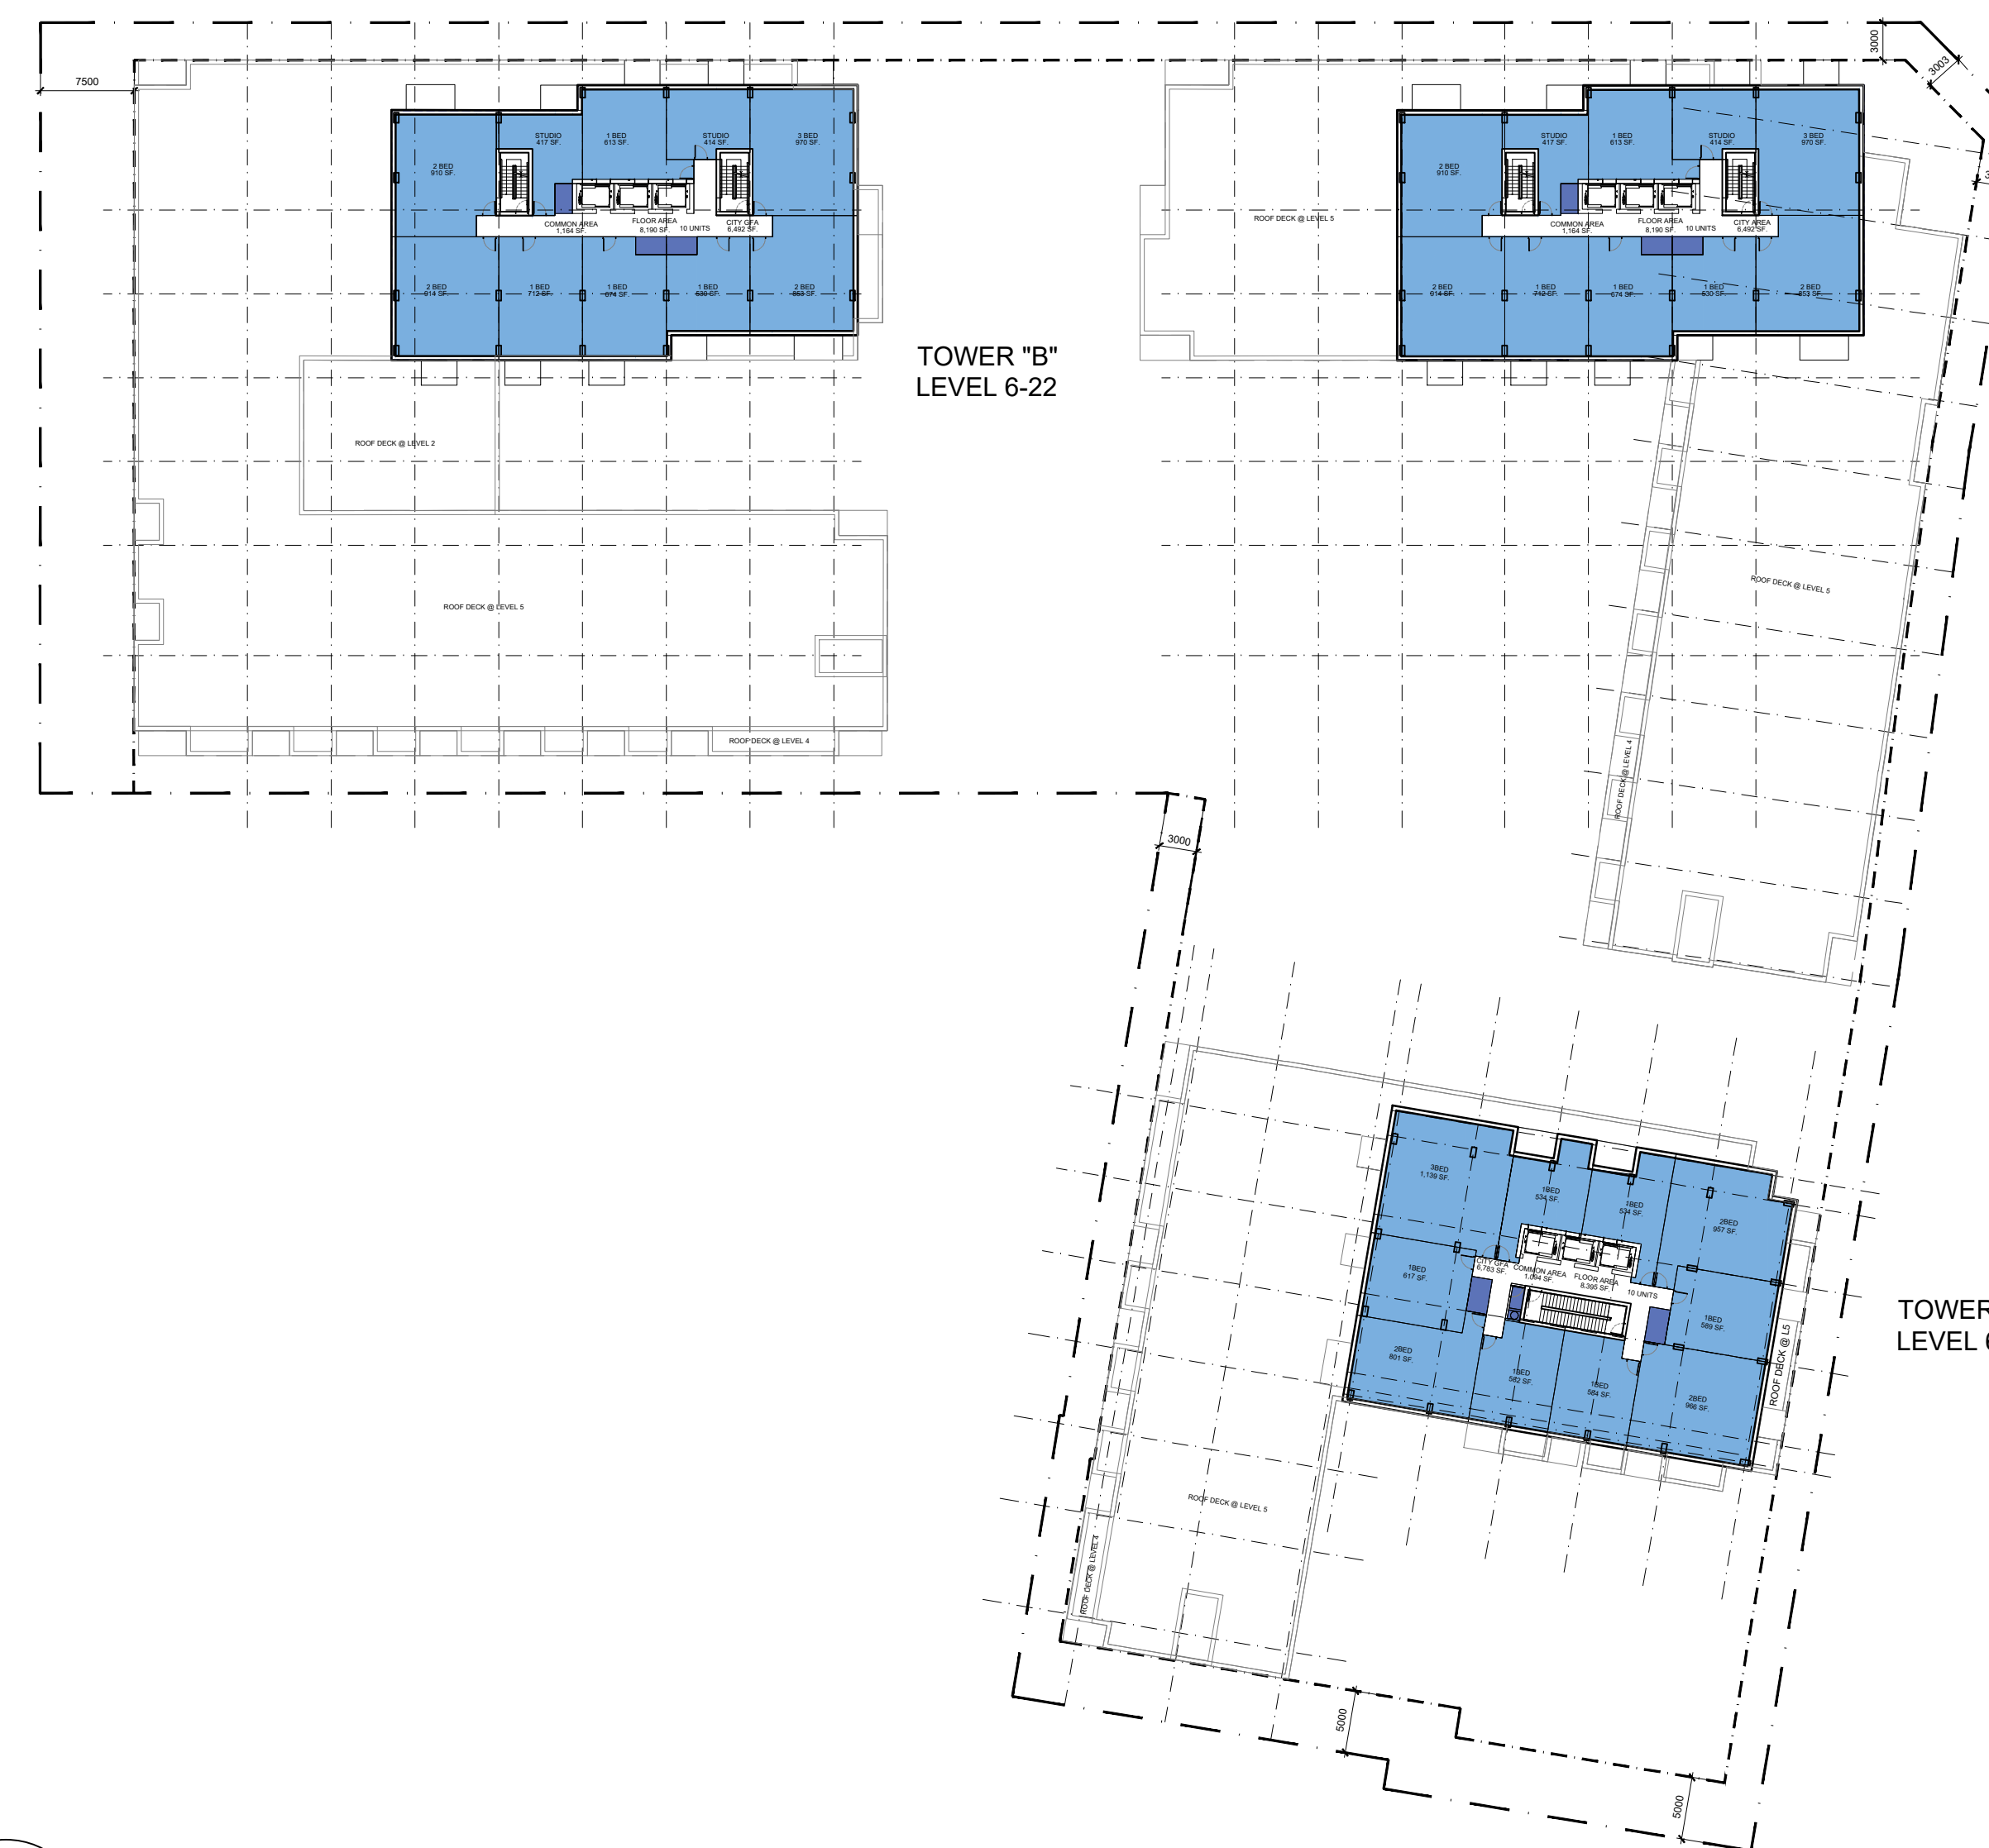 7500
3000
3003
STUDIO
417 SF.
1 BED
613 SF.
STUDIO
414 SF.
3 BED
970 SF.
2 BED
910 SF.
COMMON AREA
1,164 SF.
FLOOR AREA
8,190 SF.
10 UNITS
CITY GFA
6,492 SF.
2 BED
914 SF.
1 BED
712 SF.
1 BED
674 SF.
1 BED
530 SF.
2 BED
853 SF.
TOWER "B"
LEVEL 6-22
ROOF DECK @ LEVEL 2
ROOF DECK @ LEVEL 5
ROOF DECK @ LEVEL 4
ROOF DECK @ LEVEL 5
STUDIO
417 SF.
1 BED
613 SF.
STUDIO
414 SF.
3 BED
970 SF.
2 BED
910 SF.
COMMON AREA
1,164 SF.
FLOOR AREA
8,190 SF.
10 UNITS
CITY AREA
6,492 SF.
2 BED
914 SF.
1 BED
712 SF.
1 BED
674 SF.
1 BED
530 SF.
2 BED
853 SF.
ROOF DECK @ LEVEL 5
ROOF DECK @ LEVEL 4
3000
3BED
1,139 SF.
1BED
534 SF.
1BED
534 SF.
2BED
957 SF.
1BED
617 SF.
CITY GFA
6,783 SF.
COMMON AREA
1,094 SF.
FLOOR AREA
8,395 SF.
10 UNITS
1BED
589 SF.
2BED
801 SF.
1BED
582 SF.
1BED
584 SF.
2BED
966 SF.
ROOF DECK @ L5
TOWER
LEVEL 6
ROOF DECK @ LEVEL 5
ROOF DECK @ LEVEL 4
5000
5000